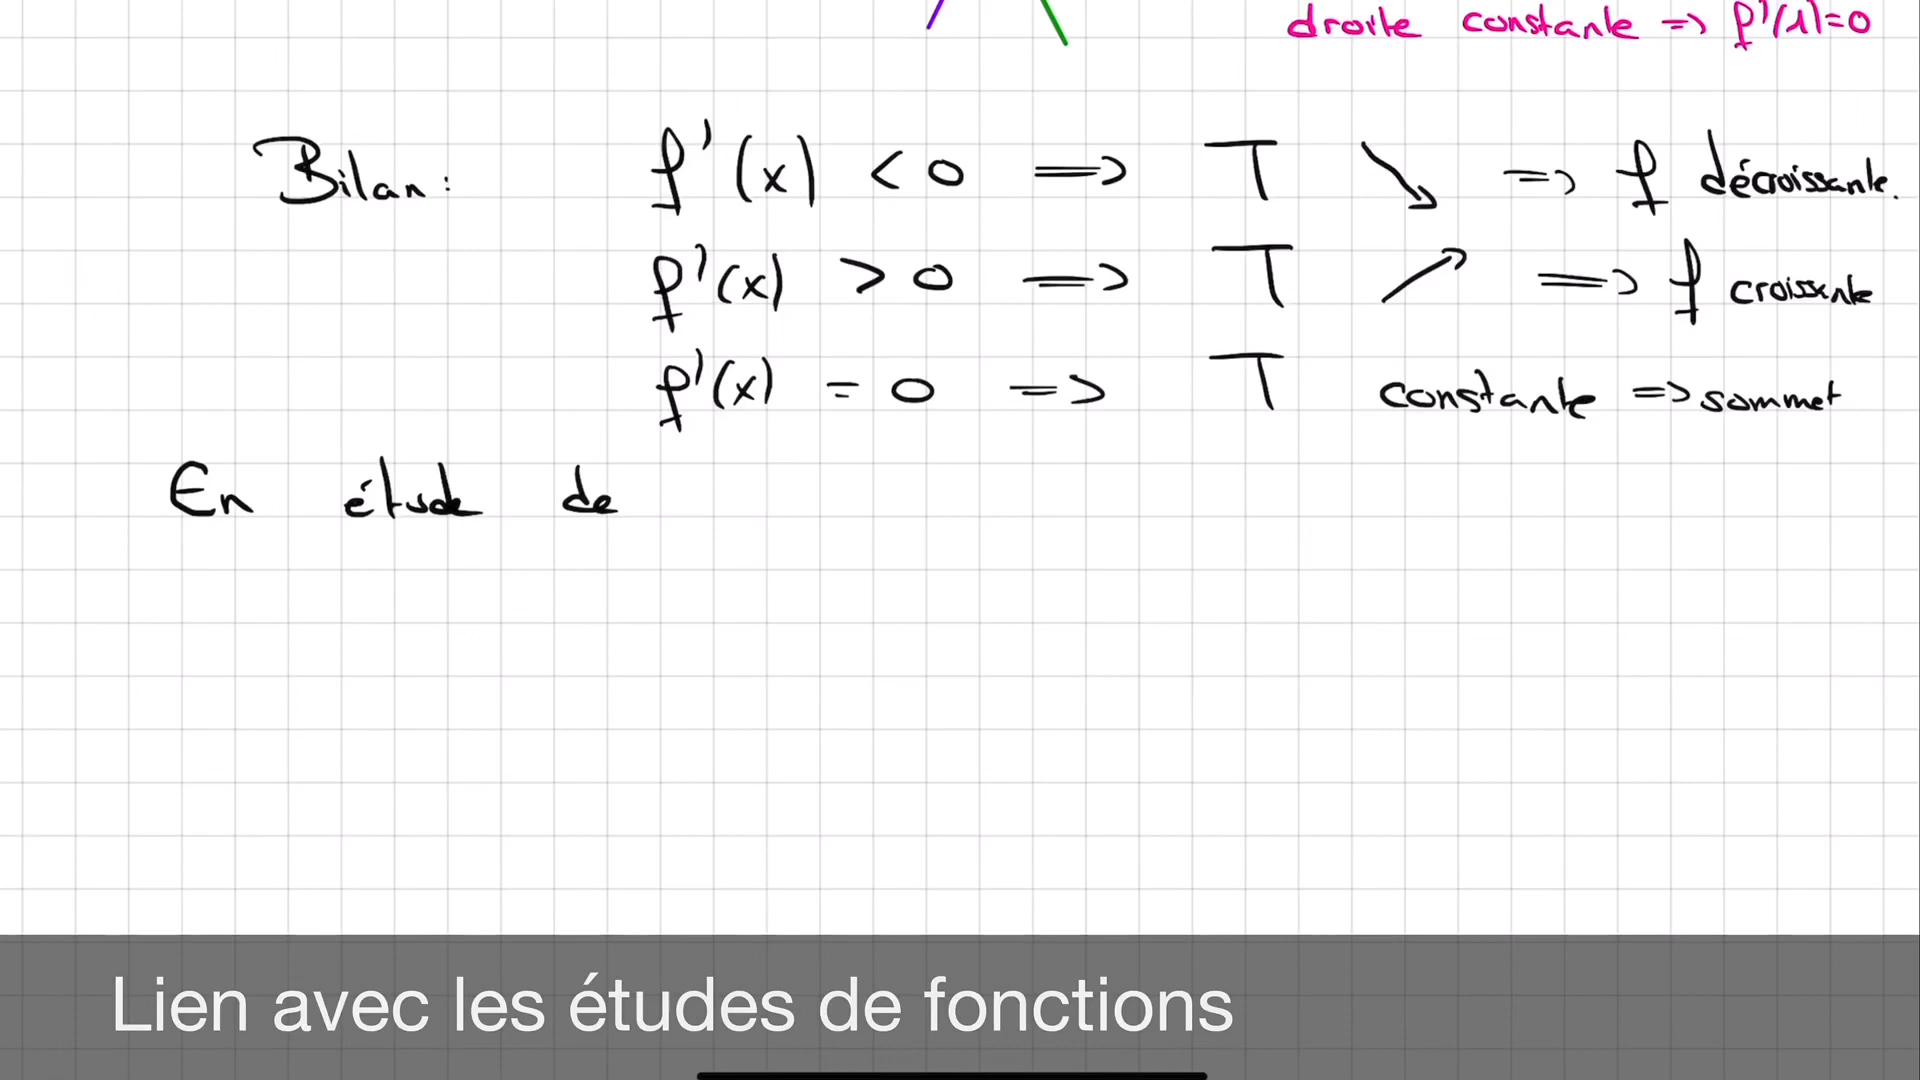 droite constante => f'(1)=0
Bilan: f'(x) < 0 => T ↘ => f décroissante.
f'(x) > 0 => T ↗ => f croissante
f'(x) = 0 => T constante => sommet
En étude de
Lien avec les études de fonctions